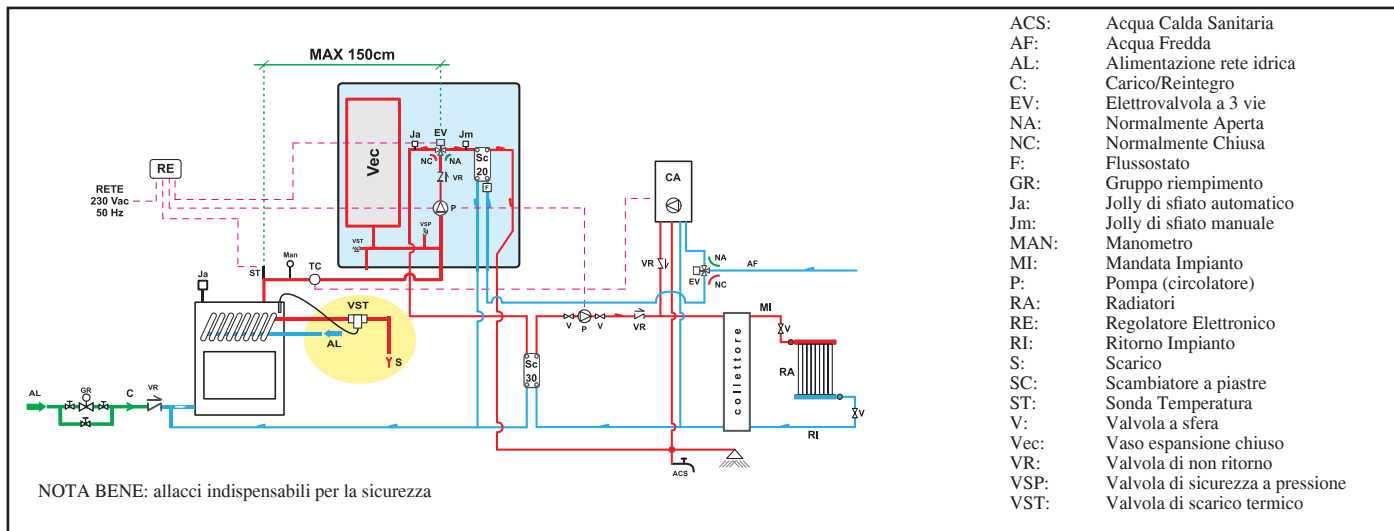 MAX 150cm
Ja
EV
Jm
NC
NA
Vec
Sc
20
F
VR
P
VSP
VST
RE
RETE
230 Vac
50 Hz
CA
Ja
ST
Man
TC
VST
AL
S
VR
EV
NA
NC
AF
MI
V
P
V
VR
V
RA
Sc
30
collettore
V
RI
AL
GR
C
VR
ACS
NOTA BENE: allacci indispensabili per la sicurezza
ACS: Acqua Calda Sanitaria
AF: Acqua Fredda
AL: Alimentazione rete idrica
C: Carico/Reintegro
EV: Elettrovalvola a 3 vie
NA: Normalmente Aperta
NC: Normalmente Chiusa
F: Flussostato
GR: Gruppo riempimento
Ja: Jolly di sfiato automatico
Jm: Jolly di sfiato manuale
MAN: Manometro
MI: Mandata Impianto
P: Pompa (circolatore)
RA: Radiatori
RE: Regolatore Elettronico
RI: Ritorno Impianto
S: Scarico
SC: Scambiatore a piastre
ST: Sonda Temperatura
V: Valvola a sfera
Vec: Vaso espansione chiuso
VR: Valvola di non ritorno
VSP: Valvola di sicurezza a pressione
VST: Valvola di scarico termico